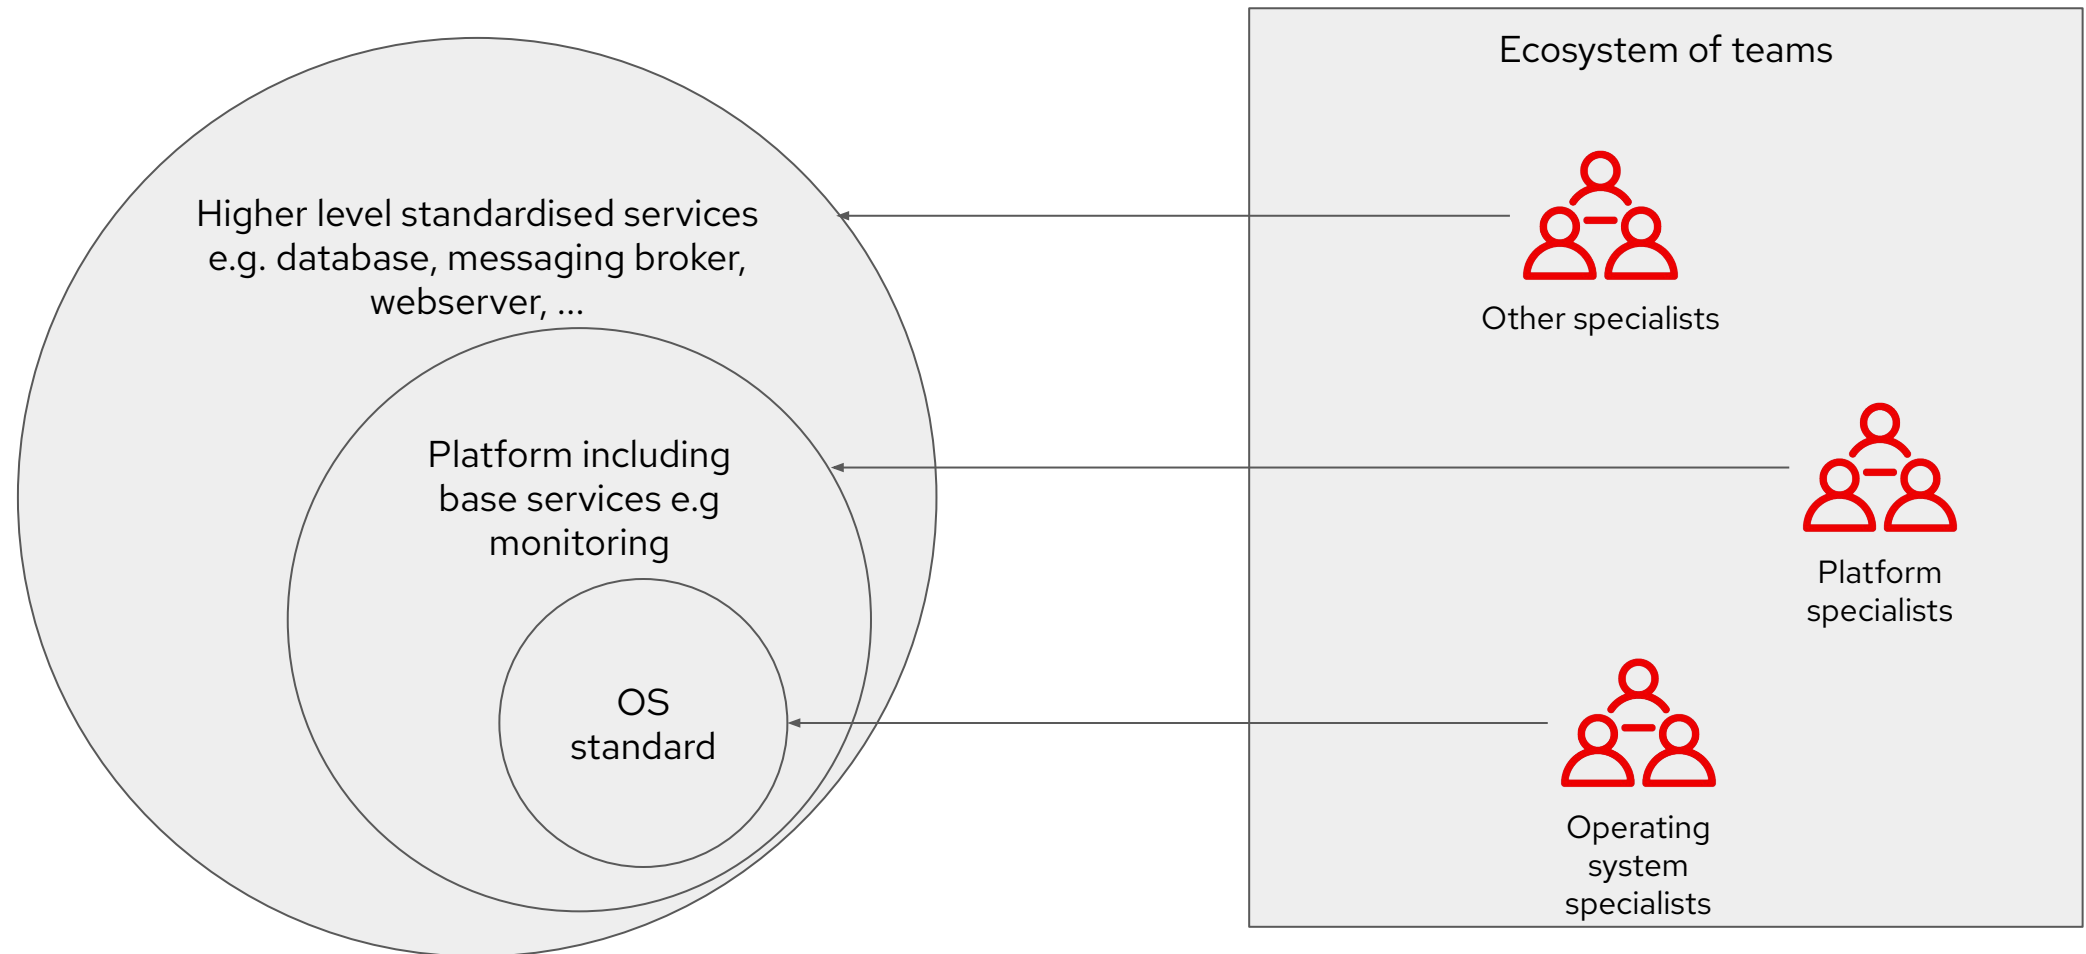 Higher level standardised services
e.g. database, messaging broker,
webserver, ...
Platform including
base services e.g
monitoring
OS
standard
Ecosystem of teams
Other specialists
Platform
specialists
Operating
system
specialists